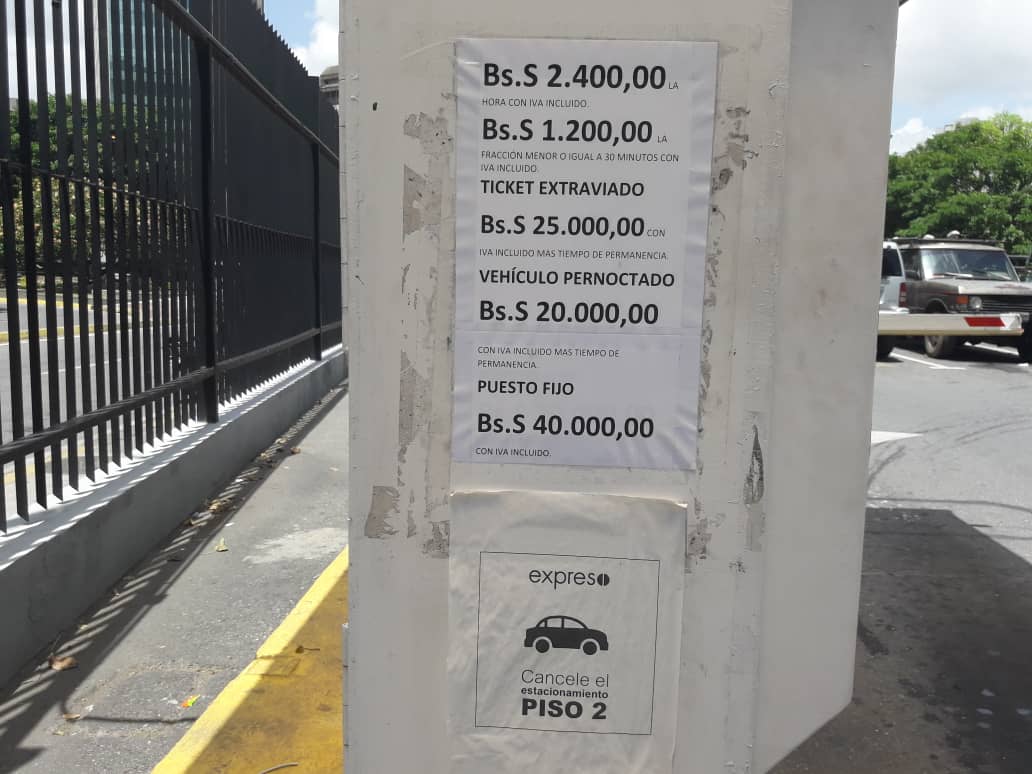 Bs.S 2.400,00 LA
HORA CON IVA INCLUIDO.
Bs.S 1.200,00 LA
FRACCIÓN MENOR O IGUAL A 30 MINUTOS CON
IVA INCLUIDO.
TICKET EXTRAVIADO
Bs.S 25.000,00 CON
IVA INCLUIDO MAS TIEMPO DE PERMANENCIA.
VEHÍCULO PERNOCTADO
Bs.S 20.000,00
CON IVA INCLUIDO MAS TIEMPO DE
PERMANENCIA.
PUESTO FIJO
Bs.S 40.000,00
CON IVA INCLUIDO.
expreso
Cancele el
estacionamiento
PISO 2